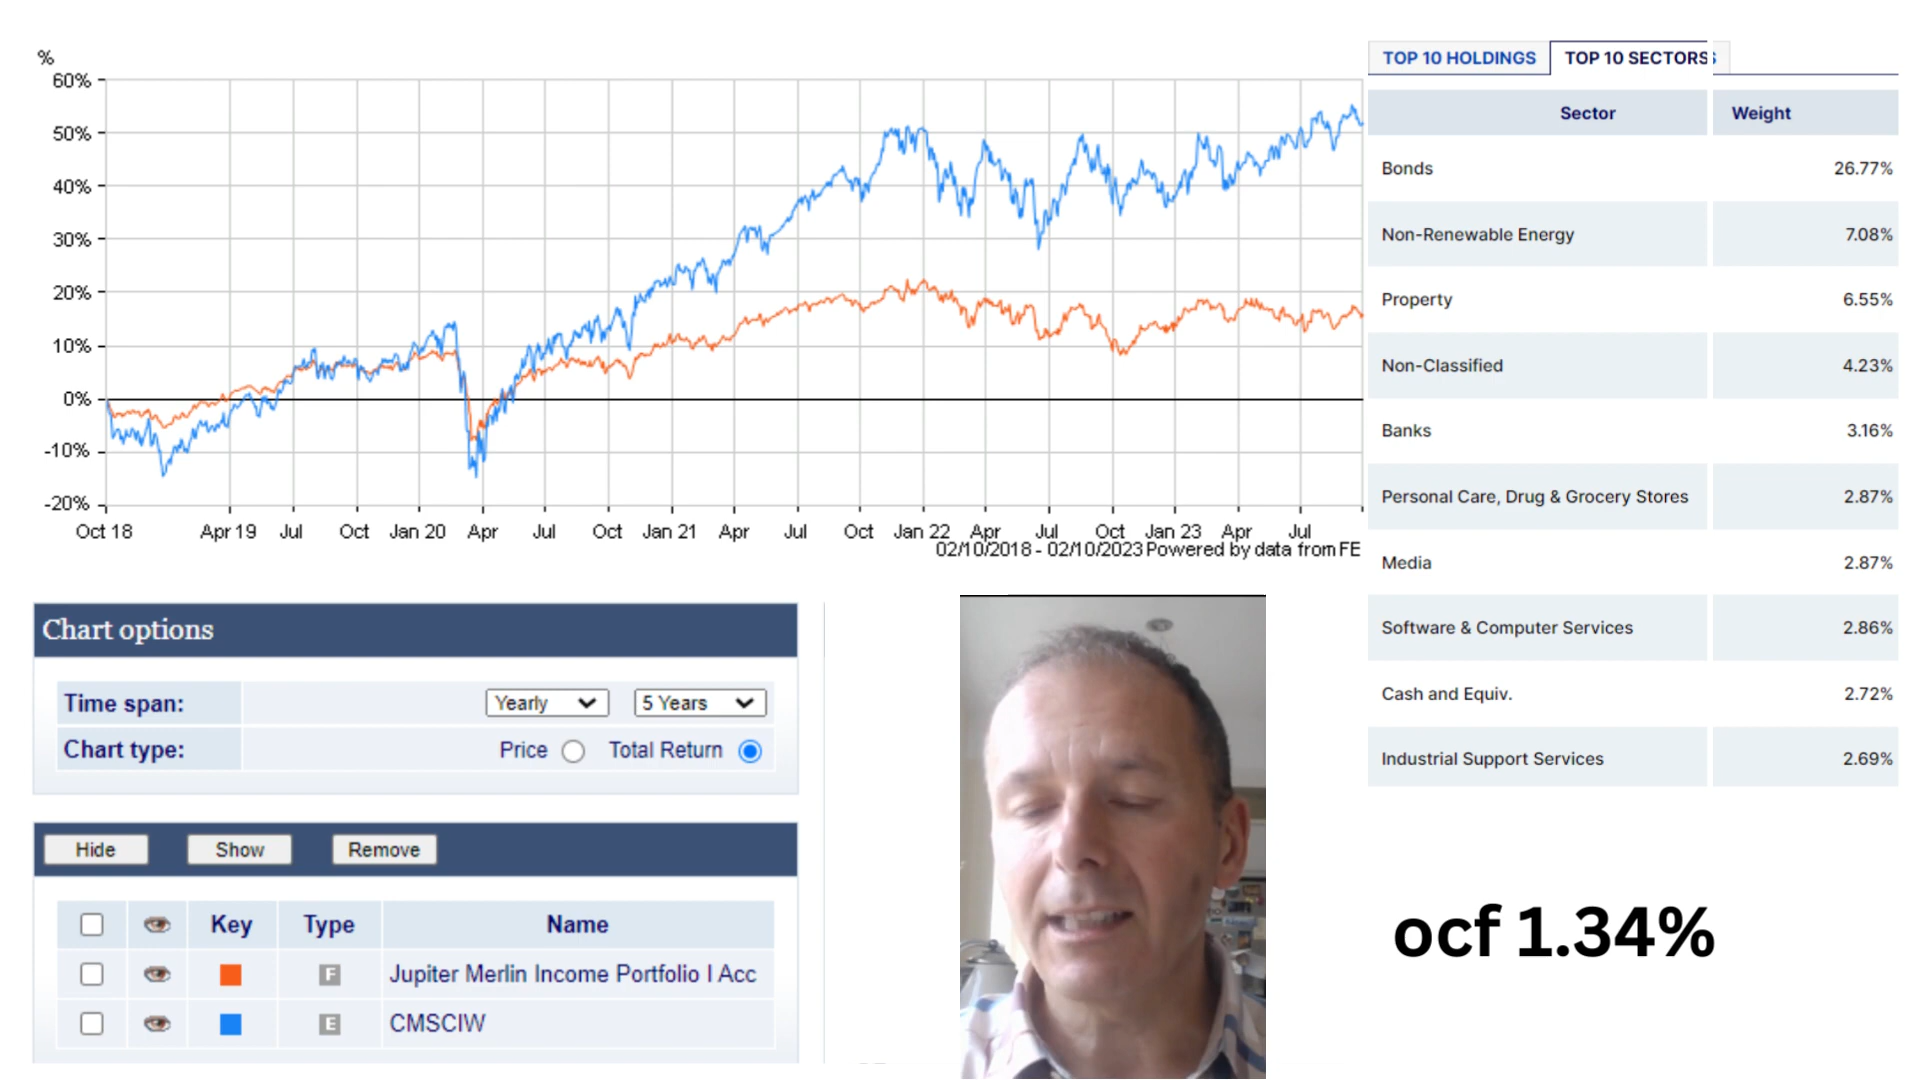 %
60%
50%
40%
30%
20%
10%
0%
-10%
-20%
Oct 18 Apr 19 Jul Oct Jan 20 Apr Jul Oct Jan 21 Apr Jul Oct Jan 22 Apr Jul Oct Jan 23 Apr Jul
02/10/2018 - 02/10/2023 Powered by data from FE
TOP 10 HOLDINGS TOP 10 SECTORS
Sector Weight
Bonds 26.77%
Non-Renewable Energy 7.08%
Property 6.55%
Non-Classified 4.23%
Banks 3.16%
Personal Care, Drug & Grocery Stores 2.87%
Media 2.87%
Software & Computer Services 2.86%
Cash and Equiv. 2.72%
Industrial Support Services 2.69%
Chart options
Time span: Yearly 5 Years
Chart type: Price Total Return
Hide Show Remove
Key Type Name
F Jupiter Merlin Income Portfolio I Acc
E CMSCIW
ocf 1.34%